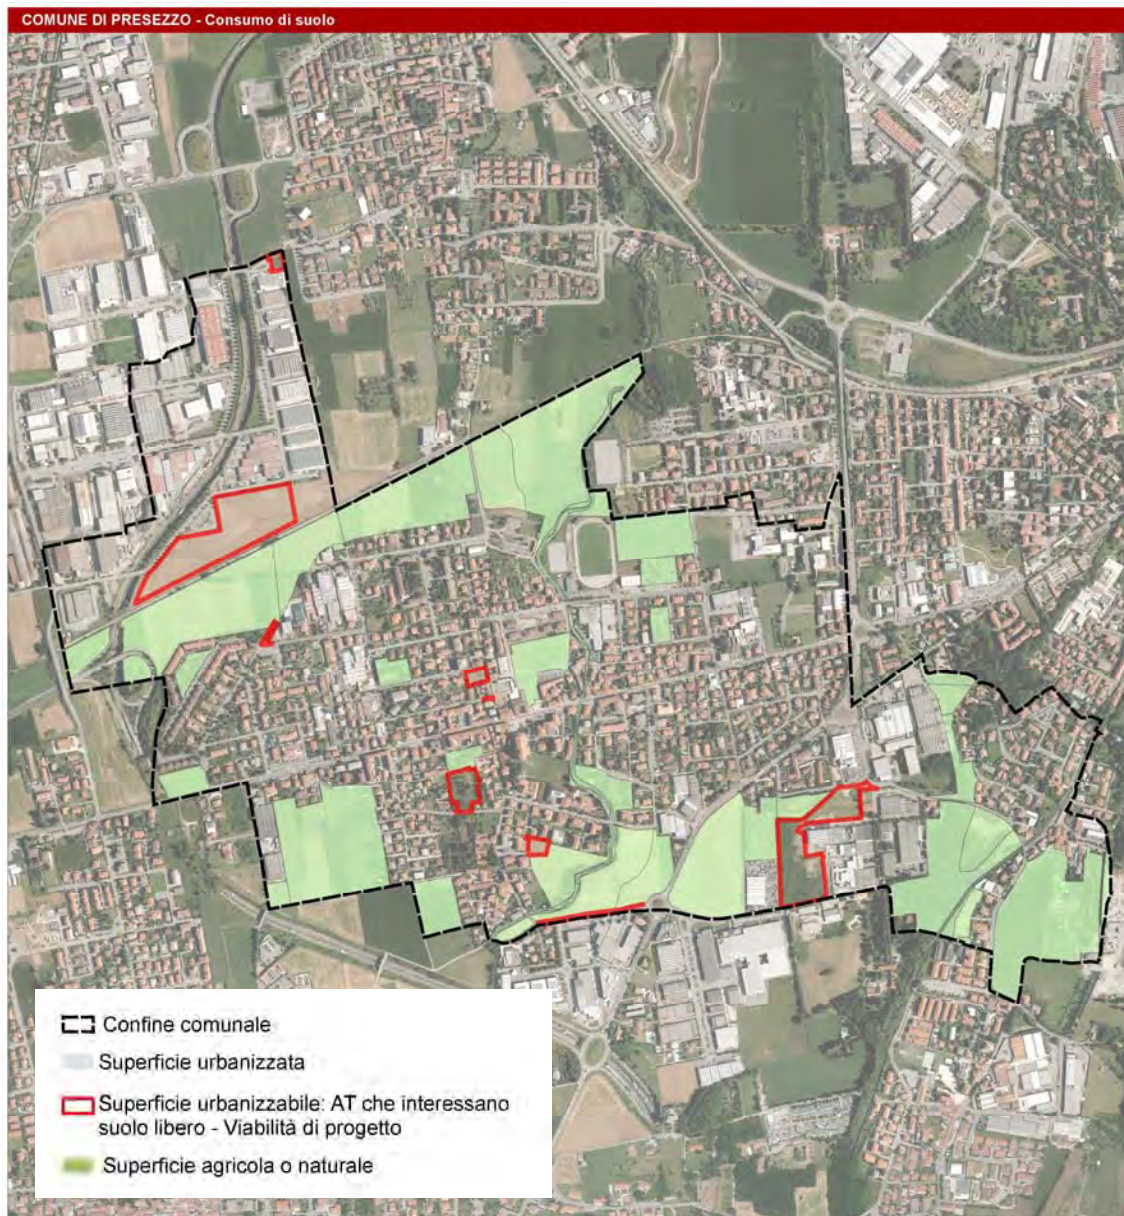 COMUNE DI PRESEZZO - Consumo di suolo
Confine comunale
Superficie urbanizzata
Superficie urbanizzabile: AT che interessano
suolo libero - Viabilità di progetto
Superficie agricola o naturale